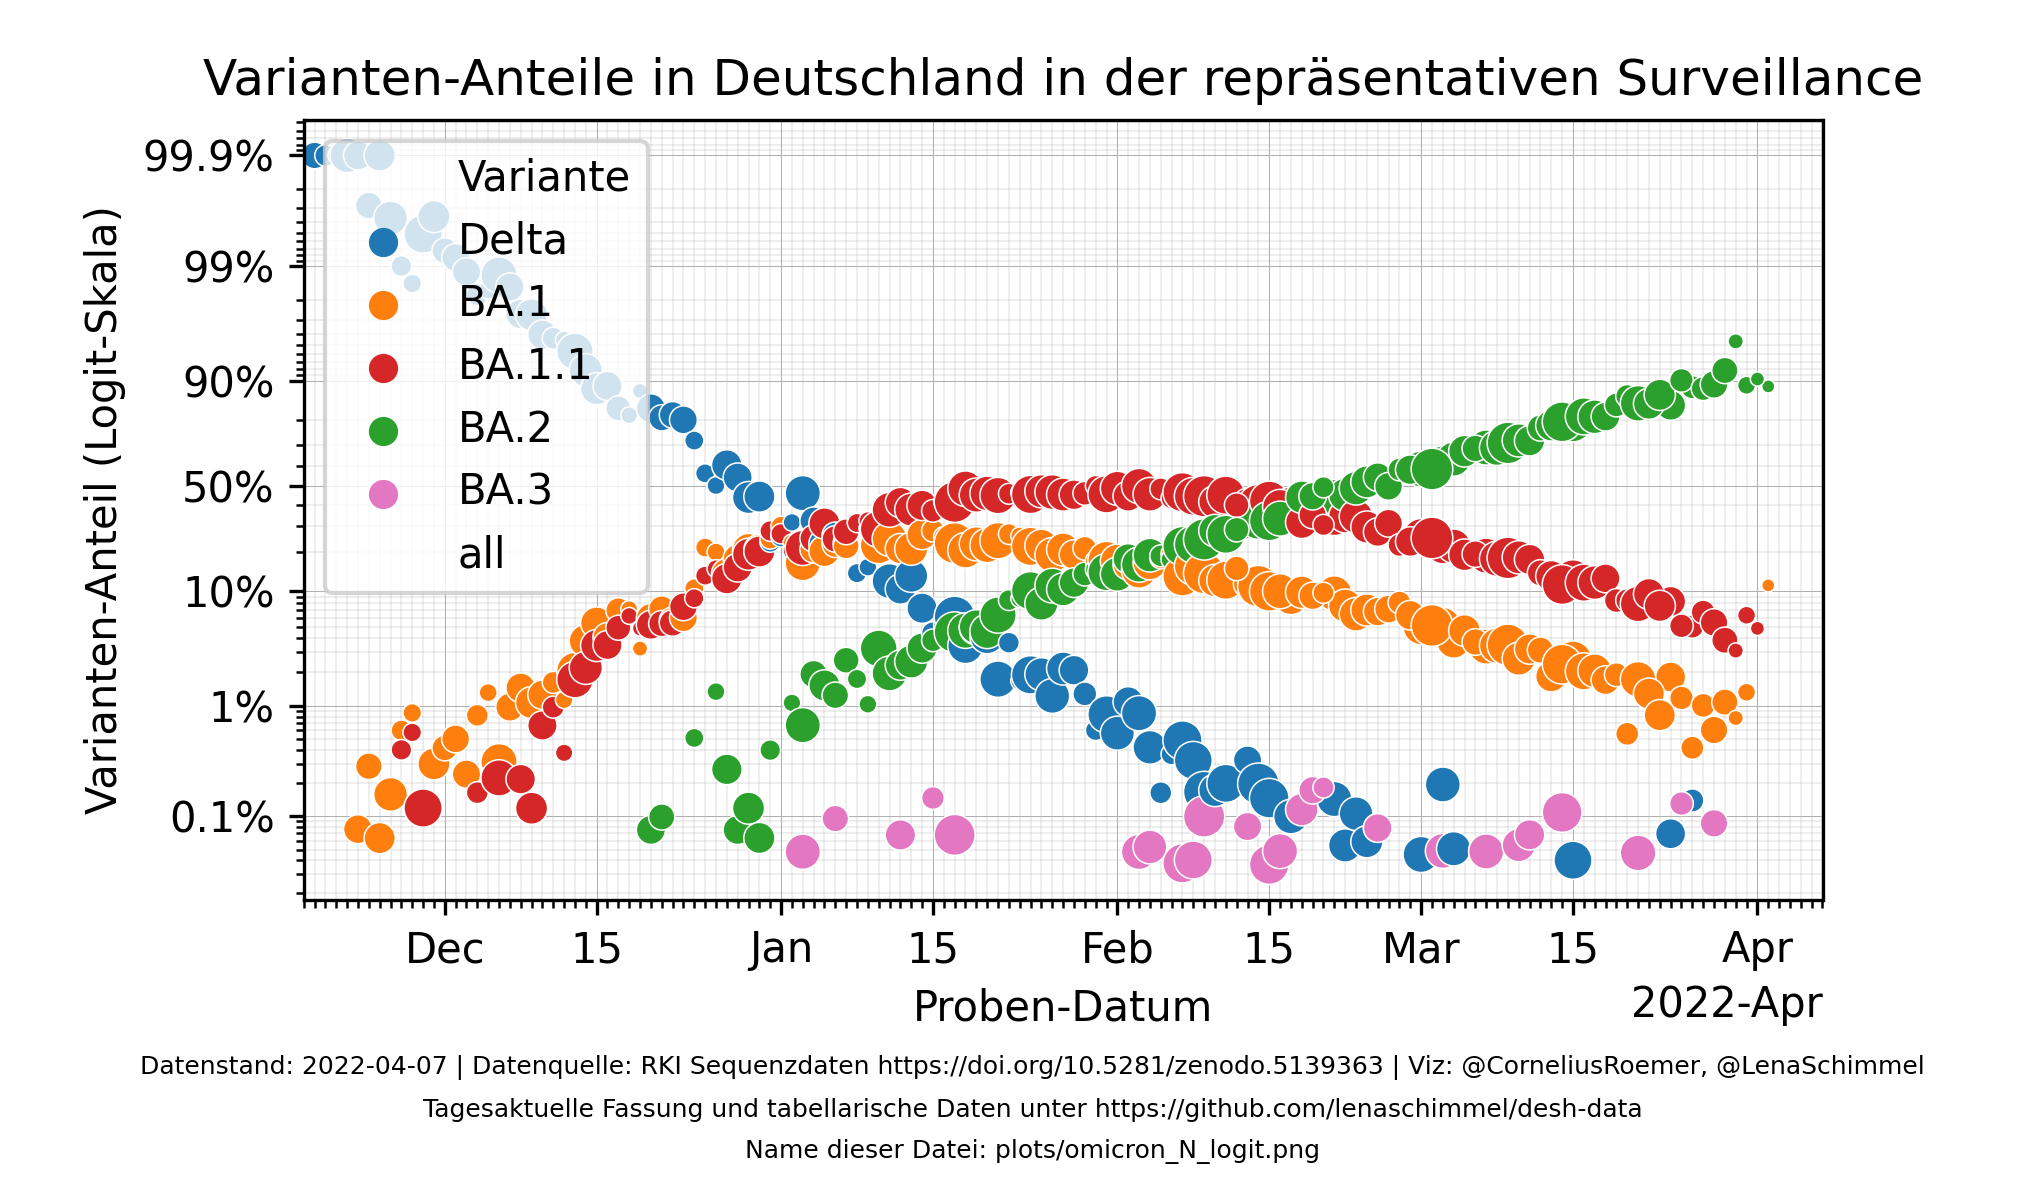 Varianten-Anteile in Deutschland in der repräsentativen Surveillance
Varianten-Anteil (Logit-Skala)
99.9%
99%
90%
50%
10%
1%
0.1%
Variante
Delta
BA.1
BA.1.1
BA.2
BA.3
all
Dec 15 Jan 15 Feb 15 Mar 15 Apr
Proben-Datum
2022-Apr
Datenstand: 2022-04-07 | Datenquelle: RKI Sequenzdaten https://doi.org/10.5281/zenodo.5139363 | Viz: @CorneliusRoemer, @LenaSchimmel
Tagesaktuelle Fassung und tabellarische Daten unter https://github.com/lenaschimmel/desh-data
Name dieser Datei: plots/omicron_N_logit.png